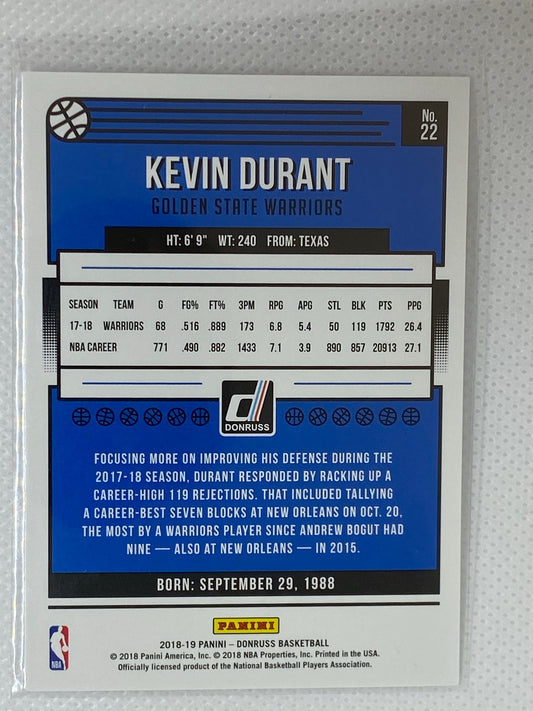 No.
22
KEVIN DURANT
GOLDEN STATE WARRIORS
HT: 6' 9" WT: 240 FROM: TEXAS
SEASON TEAM G FG% FT% 3PM RPG APG STL BLK PTS PPG
17-18 WARRIORS 68 .516 .889 173 6.8 5.4 50 119 1792 26.4
NBA CAREER 771 .490 .882 1433 7.1 3.9 890 857 20913 27.1
DONRUSS
FOCUSING MORE ON IMPROVING HIS DEFENSE DURING THE
2017-18 SEASON, DURANT RESPONDED BY RACKING UP A
CAREER-HIGH 119 REJECTIONS. THAT INCLUDED TALLYING
A CAREER-BEST SEVEN BLOCKS AT NEW ORLEANS ON OCT. 20,
THE MOST BY A WARRIORS PLAYER SINCE ANDREW BOGUT HAD
NINE — ALSO AT NEW ORLEANS — IN 2015.
BORN: SEPTEMBER 29, 1988
PANINI
2018-19 PANINI – DONRUSS BASKETBALL
© 2018 Panini America, Inc. © 2018 NBA Properties, Inc. Printed in the USA.
Officially licensed product of the National Basketball Players Association.
NBA